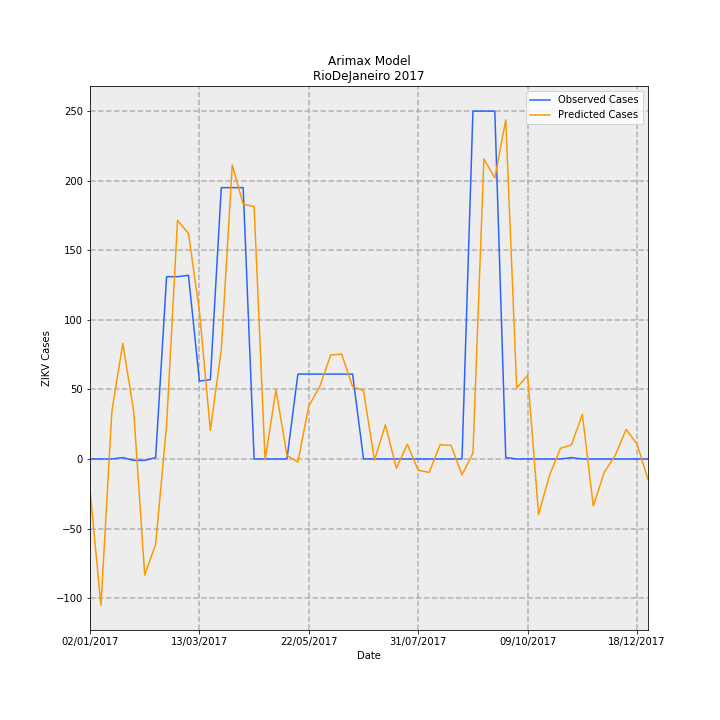 Arimax Model
RioDeJaneiro 2017
Observed Cases
Predicted Cases
ZIKV Cases
250
200
150
100
50
0
−50
−100
02/01/2017 13/03/2017 22/05/2017 31/07/2017 09/10/2017 18/12/2017
Date